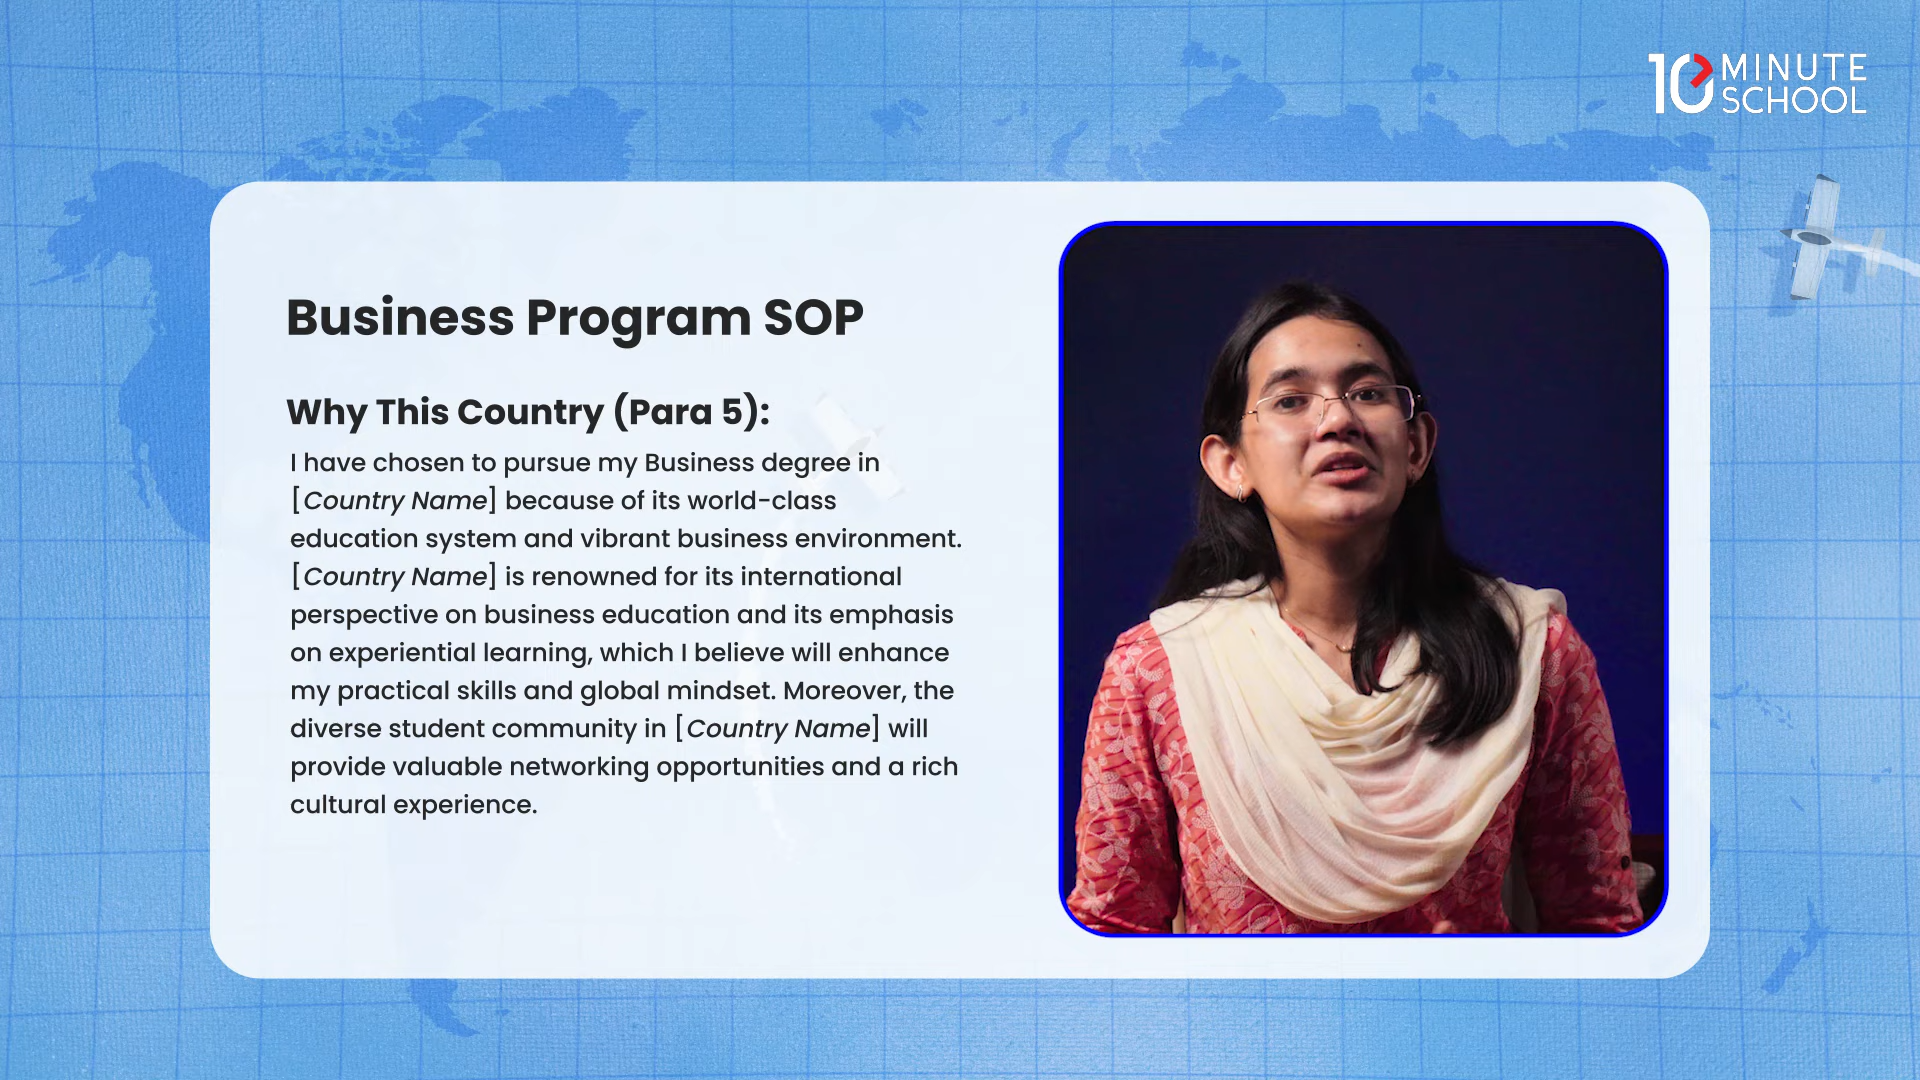 10 MINUTE
SCHOOL
Business Program SOP
Why This Country (Para 5):
I have chosen to pursue my Business degree in
[Country Name] because of its world-class
education system and vibrant business environment.
[Country Name] is renowned for its international
perspective on business education and its emphasis
on experiential learning, which I believe will enhance
my practical skills and global mindset. Moreover, the
diverse student community in [Country Name] will
provide valuable networking opportunities and a rich
cultural experience.